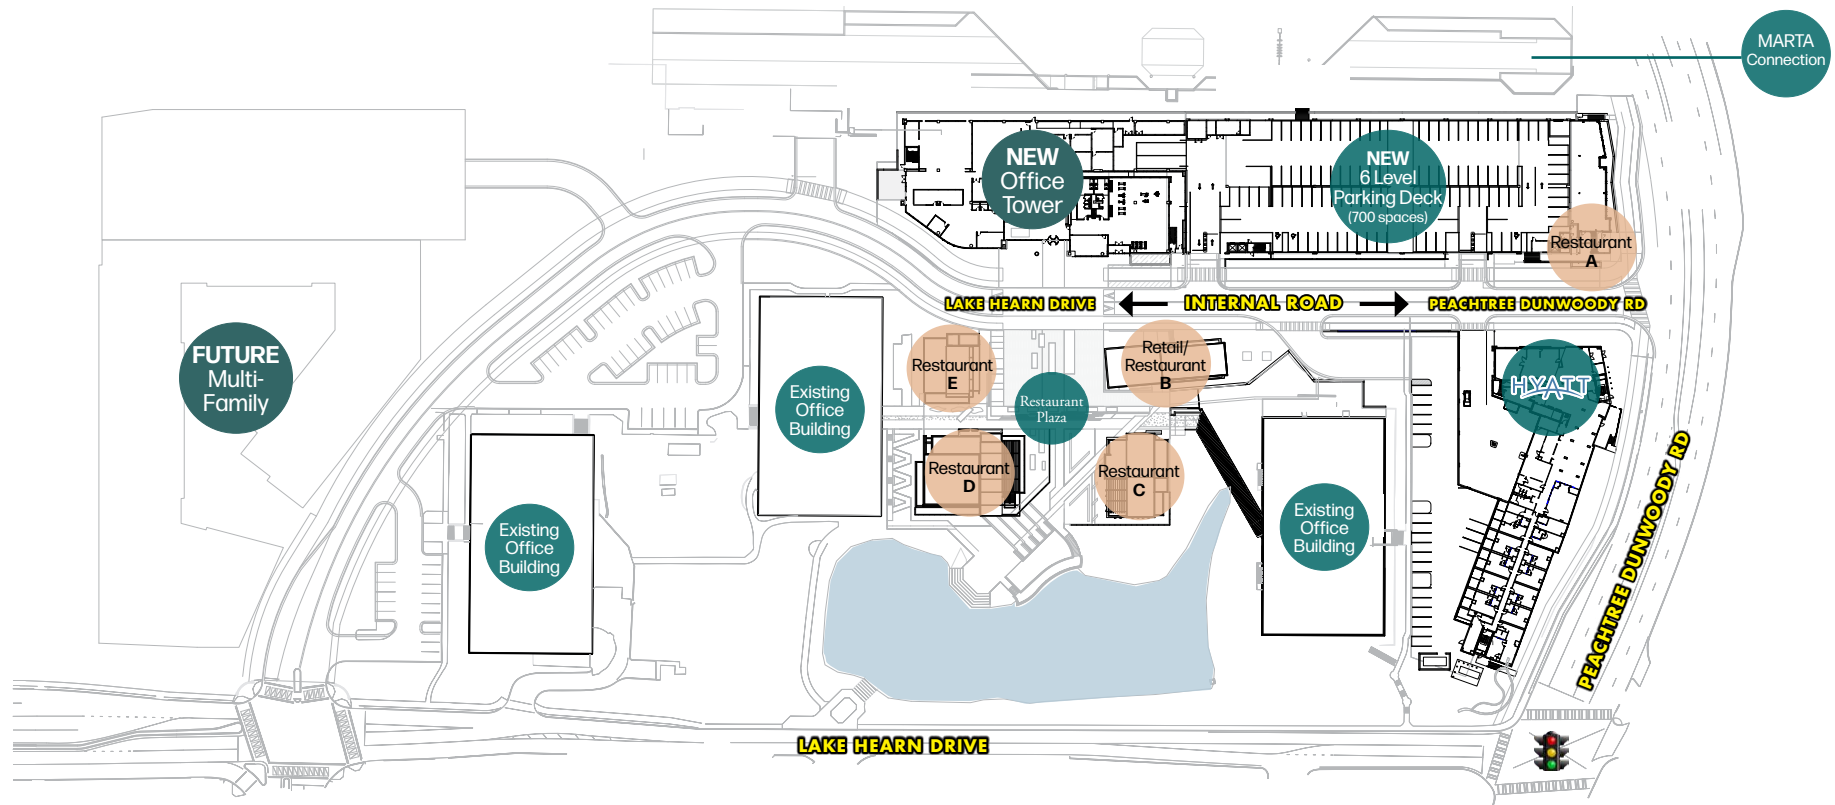 MARTA
Connection
NEW
Office
Tower
NEW
6 Level
Parking Deck
(700 spaces)
Restaurant
A
LAKE HEARN DRIVE
INTERNAL ROAD
PEACHTREE DUNWOODY RD
FUTURE
Multi-
Family
Existing
Office
Building
Restaurant
E
Restaurant
Plaza
Retail/
Restaurant
B
HYATT
Restaurant
D
Restaurant
C
Existing
Office
Building
Existing
Office
Building
PEACHTREE DUNWOODY RD
LAKE HEARN DRIVE